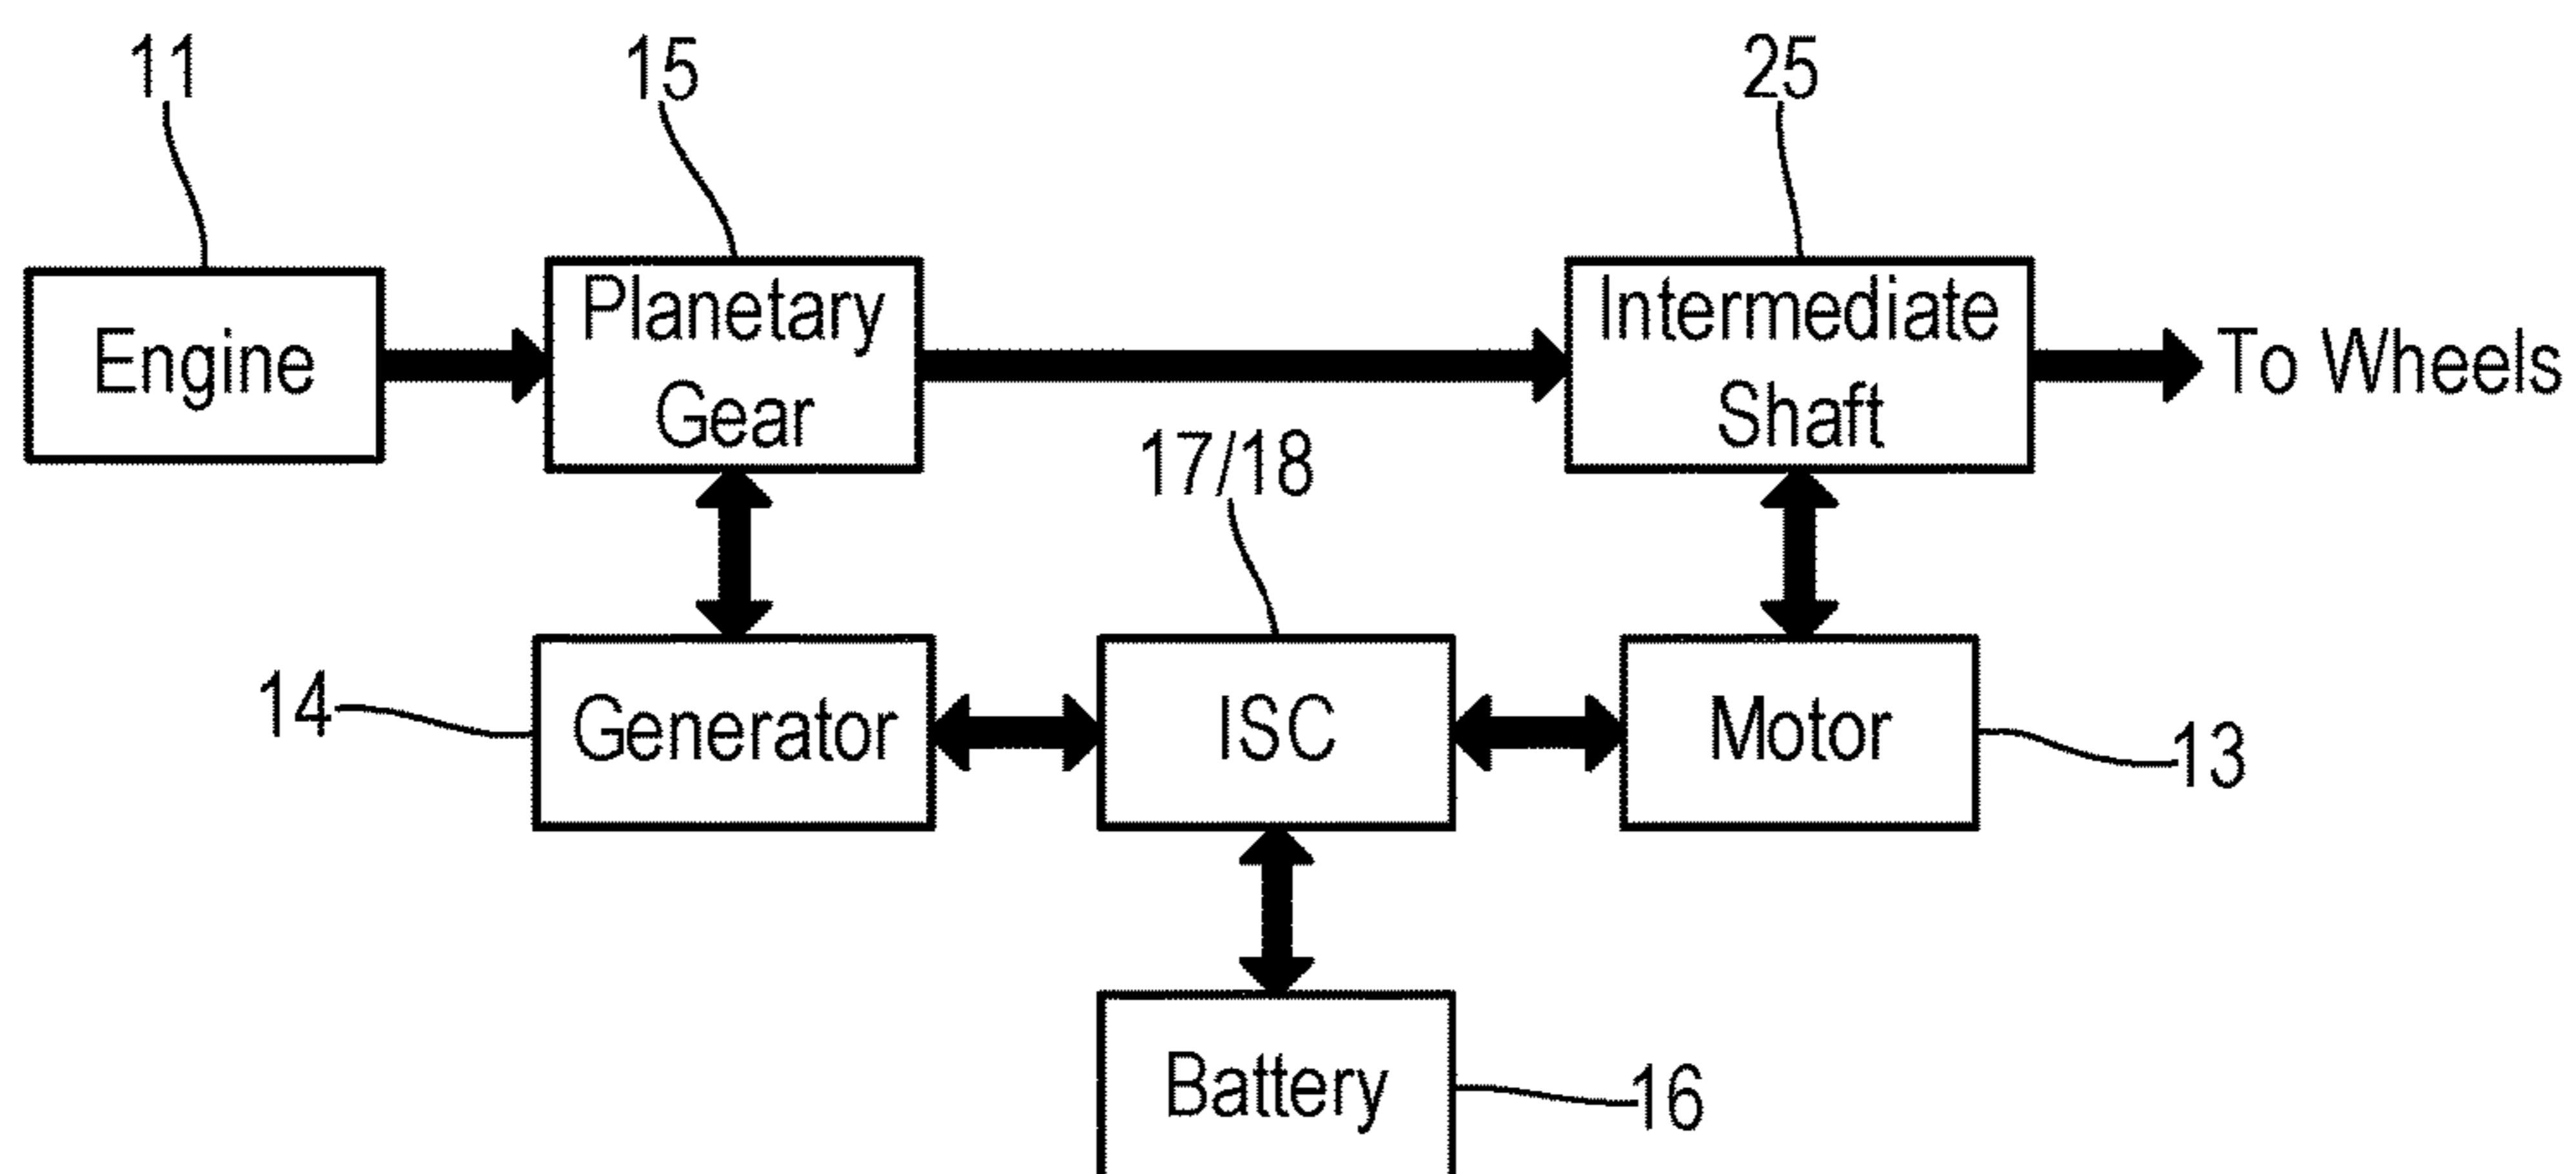 11
15
25
Engine
Planetary
Gear
Intermediate
Shaft
To Wheels
17/18
14
Generator
ISC
Motor
13
Battery
16